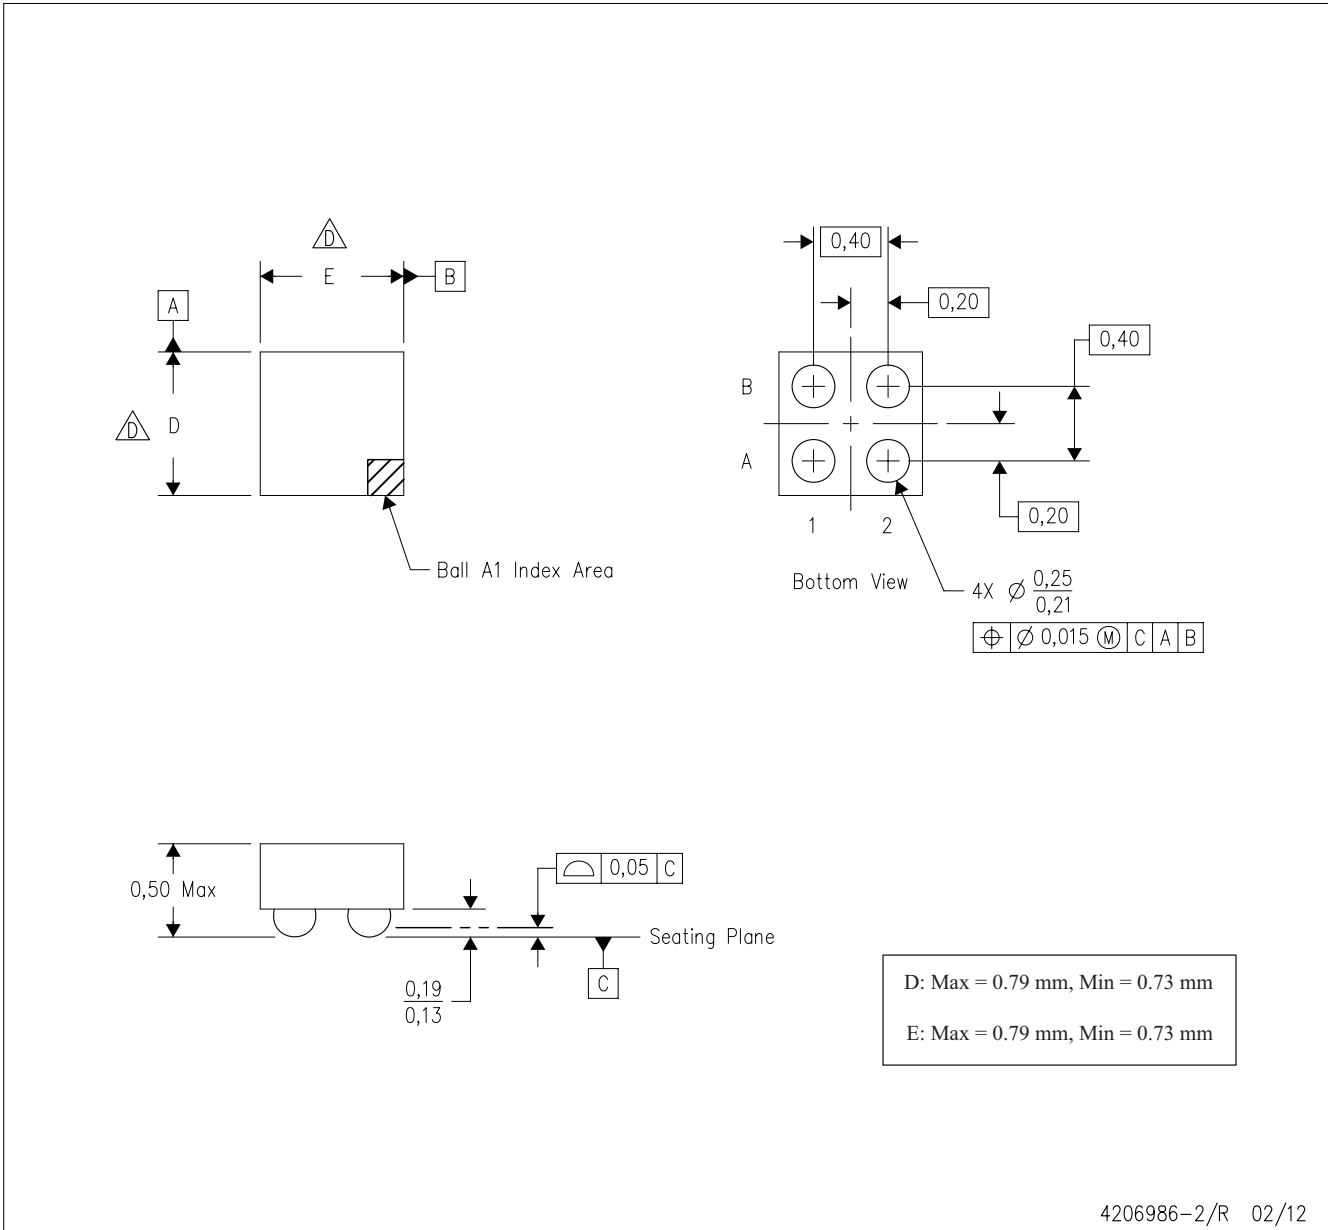 D
E
B
A
D
D
Ball A1 Index Area
0,40
0,20
0,40
B
A
0,20
1 2
Bottom View
4X Ø 0,25
0,21
⌖ Ø 0,015 Ⓜ C A B
0,50 Max
⌓ 0,05 C
Seating Plane
C
0,19
0,13
D: Max = 0.79 mm, Min = 0.73 mm
E: Max = 0.79 mm, Min = 0.73 mm
4206986-2/R 02/12